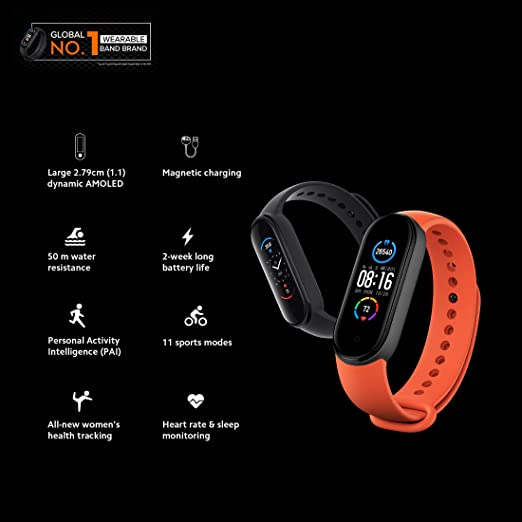 GLOBAL
NO. 1
WEARABLE
BAND BRAND
Large 2.79cm (1.1)
dynamic AMOLED
Magnetic charging
50 m water
resistance
2-week long
battery life
Personal Activity
Intelligence (PAI)
11 sports modes
All-new women's
health tracking
Heart rate & sleep
monitoring
26540
08:16
72